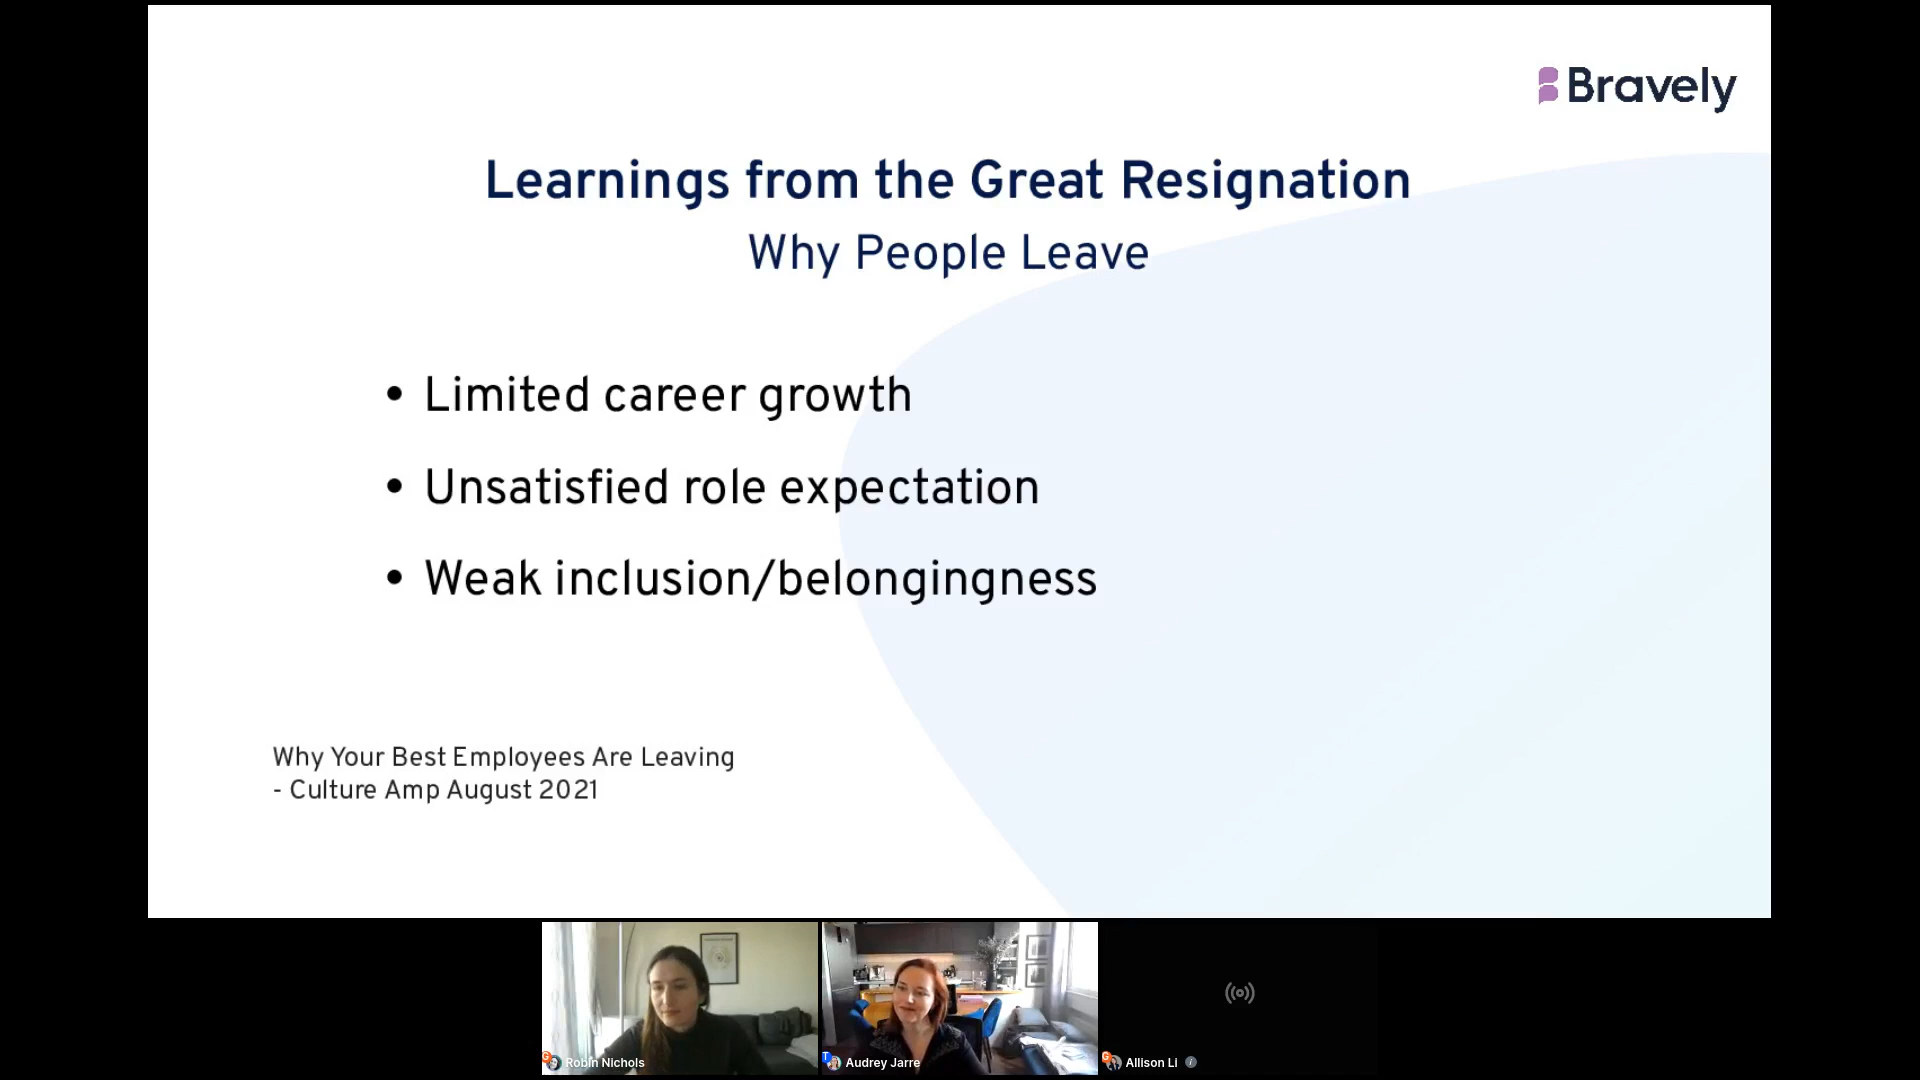 Bravely
Learnings from the Great Resignation
Why People Leave
• Limited career growth
• Unsatisfied role expectation
• Weak inclusion/belongingness
Why Your Best Employees Are Leaving
- Culture Amp August 2021
Robin Nichols
Audrey Jarre
Allison Li